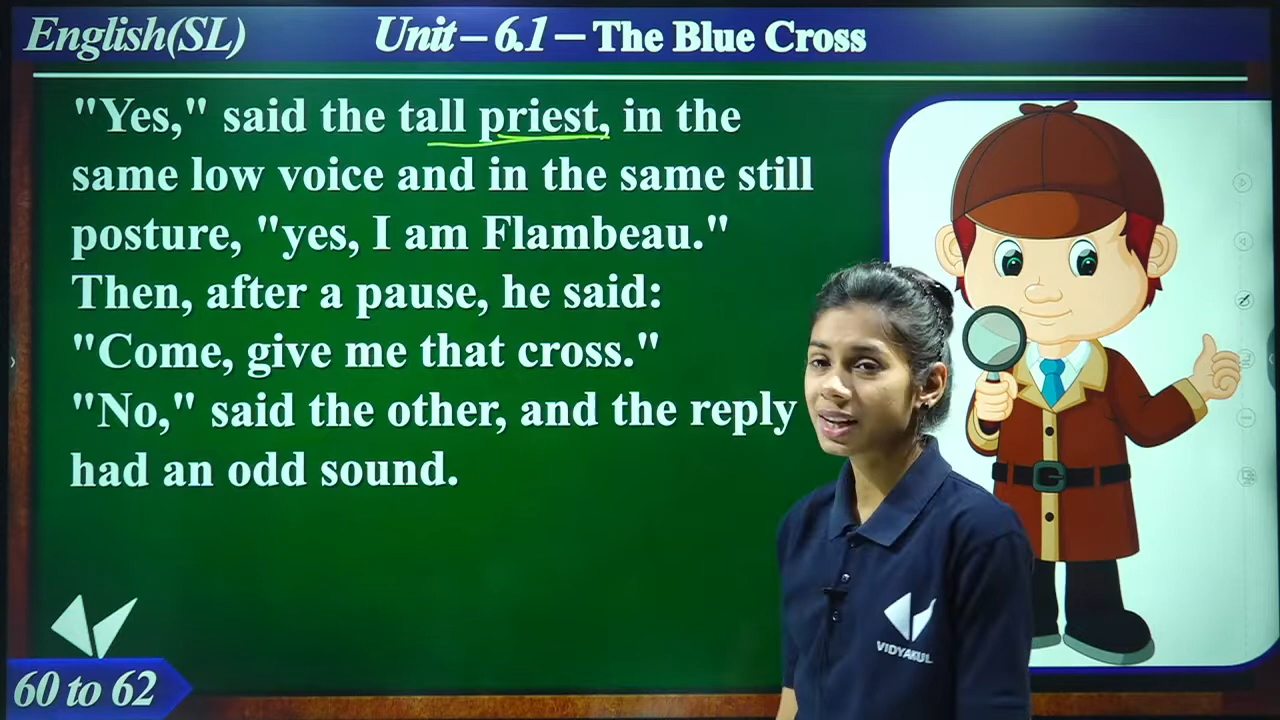 English(SL)
Unit – 6.1 – The Blue Cross
"Yes," said the tall priest, in the
same low voice and in the same still
posture, "yes, I am Flambeau."
Then, after a pause, he said:
"Come, give me that cross."
"No," said the other, and the reply
had an odd sound.
VIDYAKUL
60 to 62